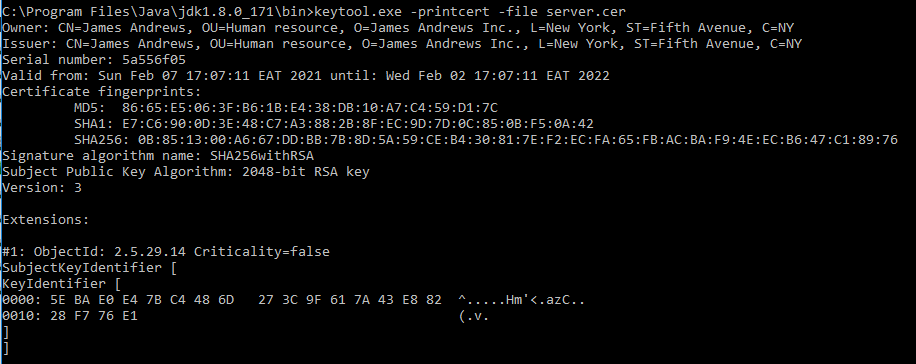 C:\Program Files\Java\jdk1.8.0_171\bin>keytool.exe -printcert -file server.cer
Owner: CN=James Andrews, OU=Human resource, O=James Andrews Inc., L=New York, ST=Fifth Avenue, C=NY
Issuer: CN=James Andrews, OU=Human resource, O=James Andrews Inc., L=New York, ST=Fifth Avenue, C=NY
Serial number: 5a556f05
Valid from: Sun Feb 07 17:07:11 EAT 2021 until: Wed Feb 02 17:07:11 EAT 2022
Certificate fingerprints:
         MD5:  86:65:E5:06:3F:B6:1B:E4:38:DB:10:A7:C4:59:D1:7C
         SHA1: E7:C6:90:0D:3E:48:C7:A3:88:2B:8F:EC:9D:7D:0C:85:0B:F5:0A:42
         SHA256: 0B:85:13:00:A6:67:DD:BB:7B:8D:5A:59:CE:B4:30:81:7E:F2:EC:FA:65:FB:AC:BA:F9:4E:EC:B6:47:C1:89:76
Signature algorithm name: SHA256withRSA
Subject Public Key Algorithm: 2048-bit RSA key
Version: 3
Extensions:
#1: ObjectId: 2.5.29.14 Criticality=false
SubjectKeyIdentifier [
KeyIdentifier [
0000: 5E BA E0 E4 7B C4 48 6D   27 3C 9F 61 7A 43 E8 82  ^.....Hm'<.azC..
0010: 28 F7 76 E1                                        (.v.
]
]